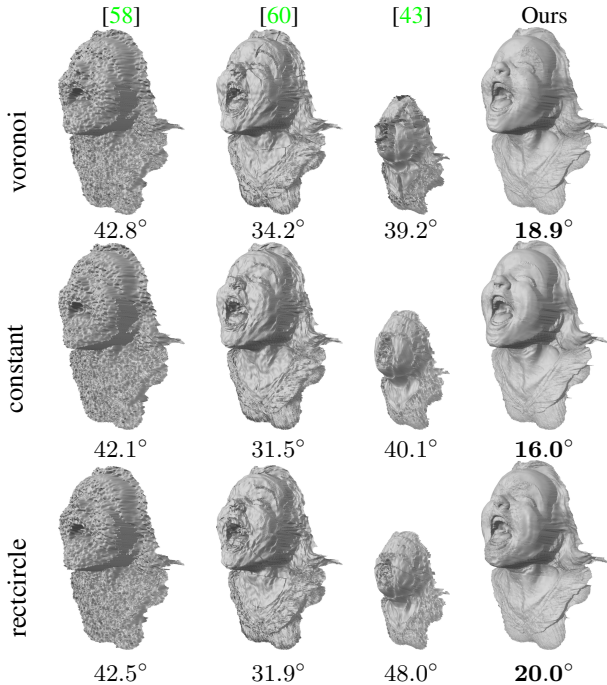 [58] [60] [43] Ours
voronoi
42.8° 34.2° 39.2° 18.9°
constant
42.1° 31.5° 40.1° 16.0°
rectcircle
42.5° 31.9° 48.0° 20.0°